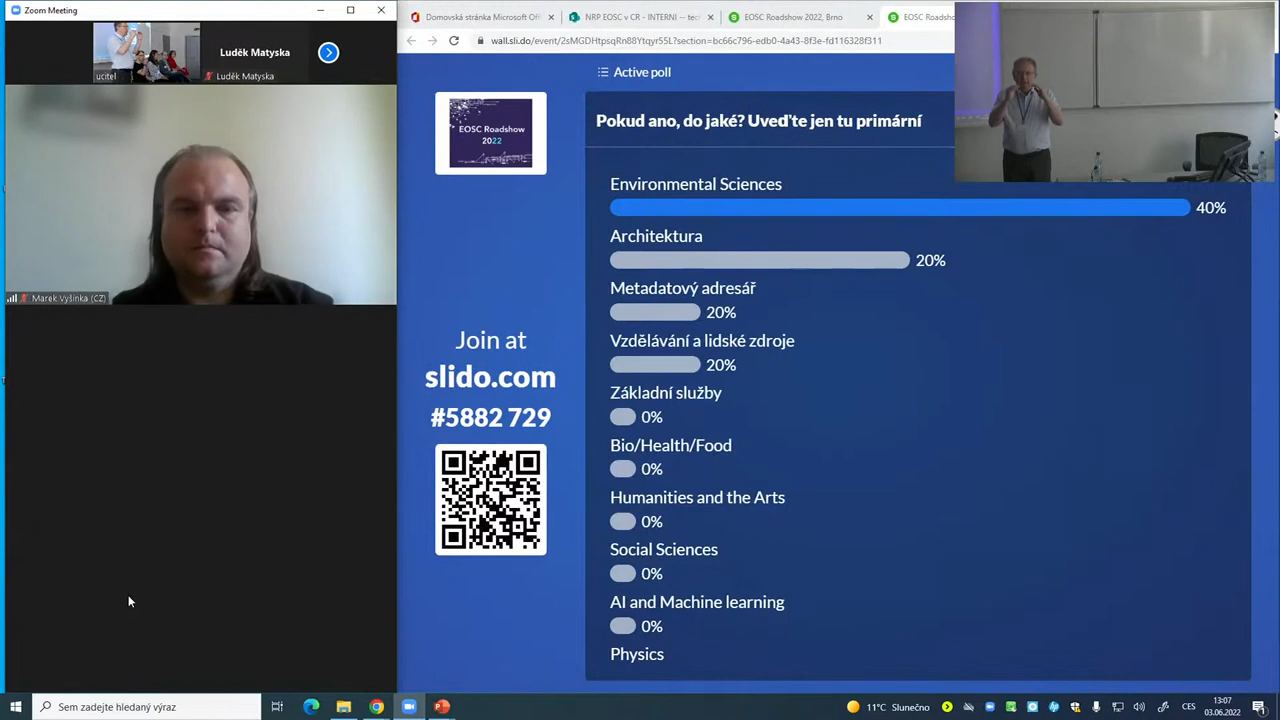 Zoom Meeting
ucitel
Luděk Matyska
Luděk Matyska
Marek Vyšinka (CZ)
Domovská stránka Microsoft Off
NRP EOSC v CR - INTERNI -- tech
EOSC Roadshow 2022, Brno
EOSC Roadsho
wall.sli.do/event/2sMGDHtpsqRn88Ytqyr55L?section=bc66c796-edb0-4a43-8f3e-fd116328f311
EOSC Roadshow
2022
Join at
slido.com
#5882 729
Active poll
Pokud ano, do jaké? Uveďte jen tu primární
Environmental Sciences
40%
Architektura
20%
Metadatový adresář
20%
Vzdělávání a lidské zdroje
20%
Základní služby
0%
Bio/Health/Food
0%
Humanities and the Arts
0%
Social Sciences
0%
AI and Machine learning
0%
Physics
Sem zadejte hledaný výraz
11°C Slunečno
CES
13:07
03.06.2022